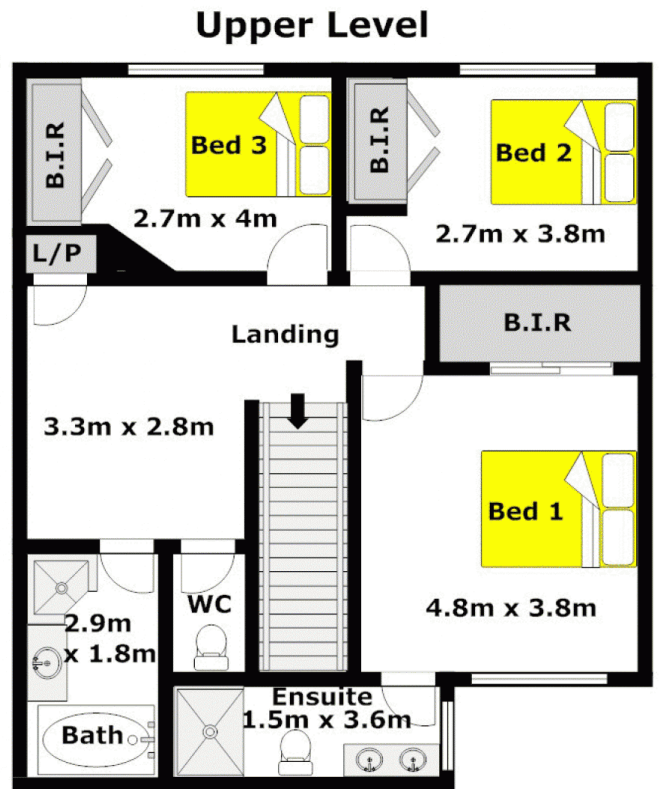 Upper Level
B.I.R
Bed 3
2.7m x 4m
B.I.R
Bed 2
2.7m x 3.8m
L/P
Landing
B.I.R
3.3m x 2.8m
Bed 1
4.8m x 3.8m
WC
2.9m
x 1.8m
Bath
Ensuite
1.5m x 3.6m